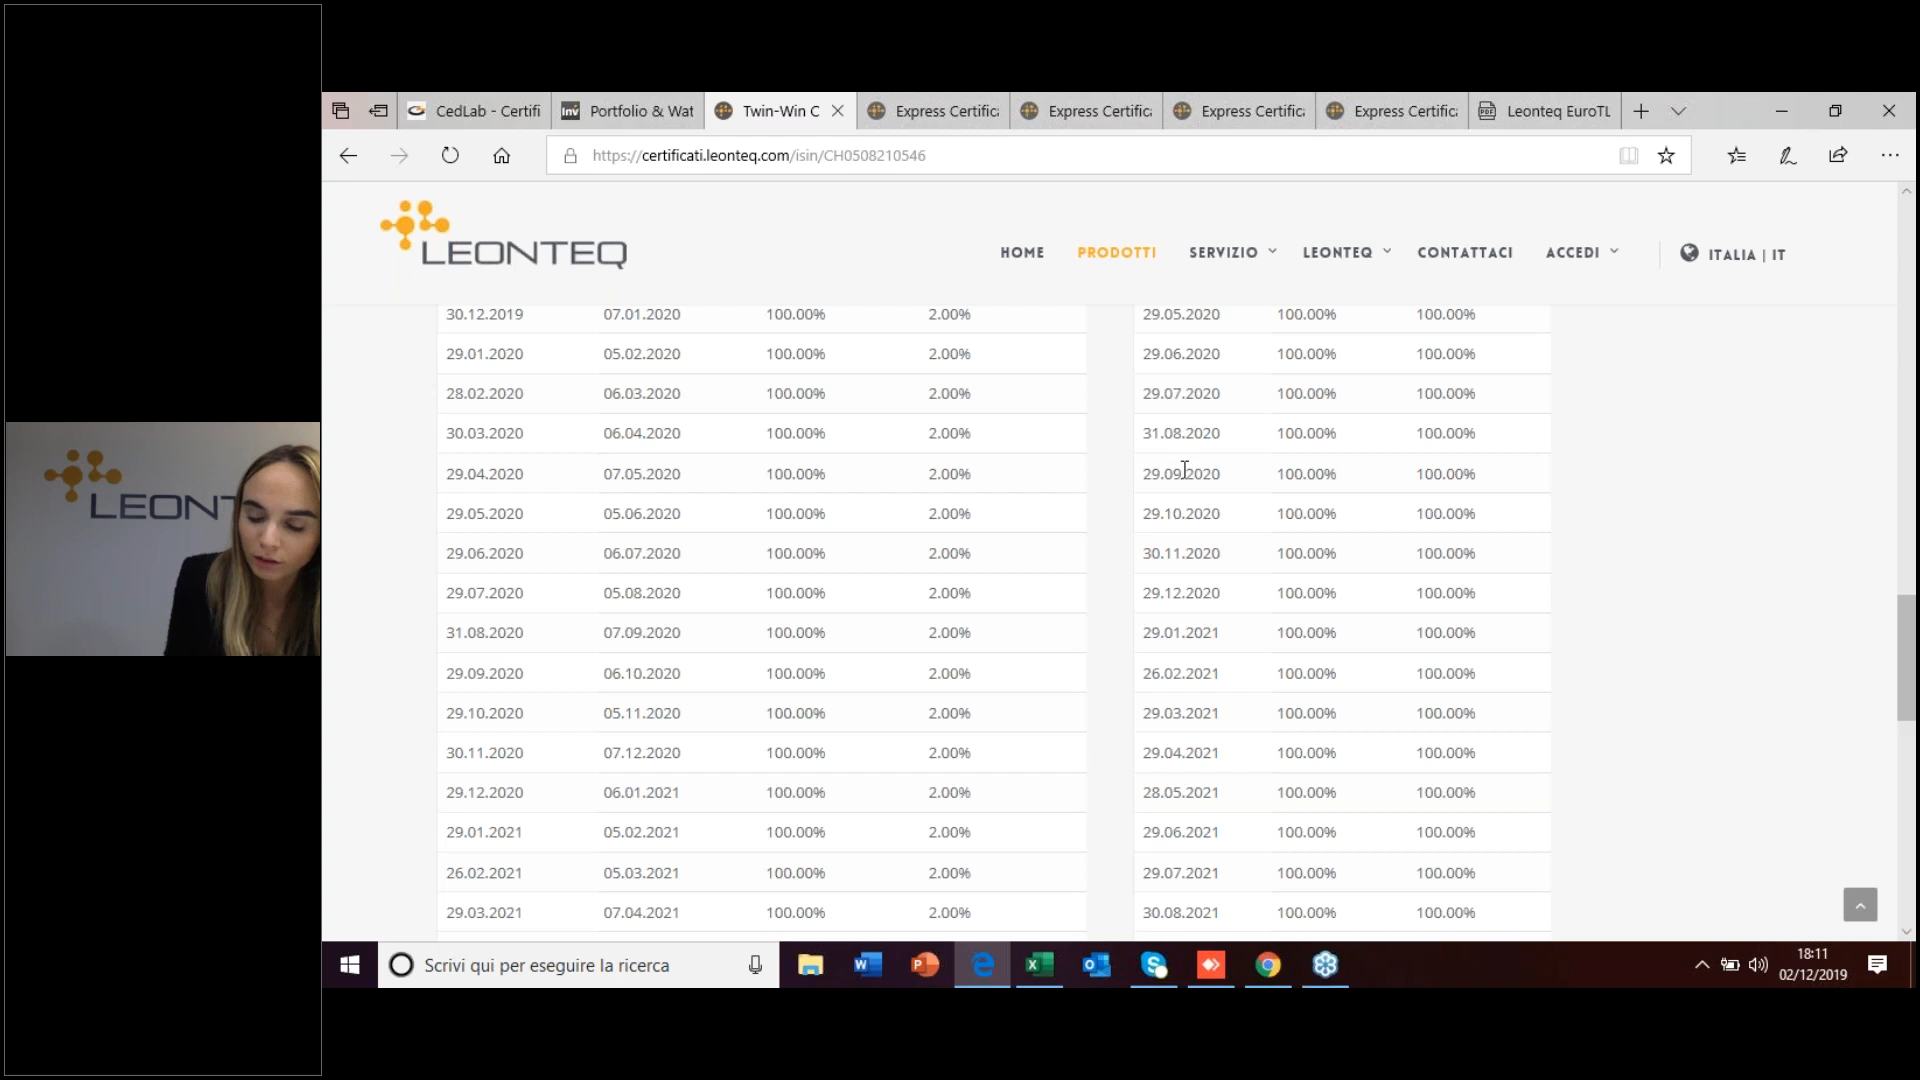 CedLab - Certifi
Portfolio & Wat
Twin-Win C
Express Certific
Express Certific
Express Certific
Express Certific
Leonteq EuroTL
https://certificati.leonteq.com/isin/CH0508210546
LEONTEQ
HOME PRODOTTI SERVIZIO LEONTEQ CONTATTACI ACCEDI ITALIA | IT
30.12.2019 07.01.2020 100.00% 2.00% 29.05.2020 100.00% 100.00%
29.01.2020 05.02.2020 100.00% 2.00% 29.06.2020 100.00% 100.00%
28.02.2020 06.03.2020 100.00% 2.00% 29.07.2020 100.00% 100.00%
30.03.2020 06.04.2020 100.00% 2.00% 31.08.2020 100.00% 100.00%
29.04.2020 07.05.2020 100.00% 2.00% 29.09.2020 100.00% 100.00%
29.05.2020 05.06.2020 100.00% 2.00% 29.10.2020 100.00% 100.00%
29.06.2020 06.07.2020 100.00% 2.00% 30.11.2020 100.00% 100.00%
29.07.2020 05.08.2020 100.00% 2.00% 29.12.2020 100.00% 100.00%
31.08.2020 07.09.2020 100.00% 2.00% 29.01.2021 100.00% 100.00%
29.09.2020 06.10.2020 100.00% 2.00% 26.02.2021 100.00% 100.00%
29.10.2020 05.11.2020 100.00% 2.00% 29.03.2021 100.00% 100.00%
30.11.2020 07.12.2020 100.00% 2.00% 29.04.2021 100.00% 100.00%
29.12.2020 06.01.2021 100.00% 2.00% 28.05.2021 100.00% 100.00%
29.01.2021 05.02.2021 100.00% 2.00% 29.06.2021 100.00% 100.00%
26.02.2021 05.03.2021 100.00% 2.00% 29.07.2021 100.00% 100.00%
29.03.2021 07.04.2021 100.00% 2.00% 30.08.2021 100.00% 100.00%
LEONT
Scrivi qui per eseguire la ricerca
18:11
02/12/2019